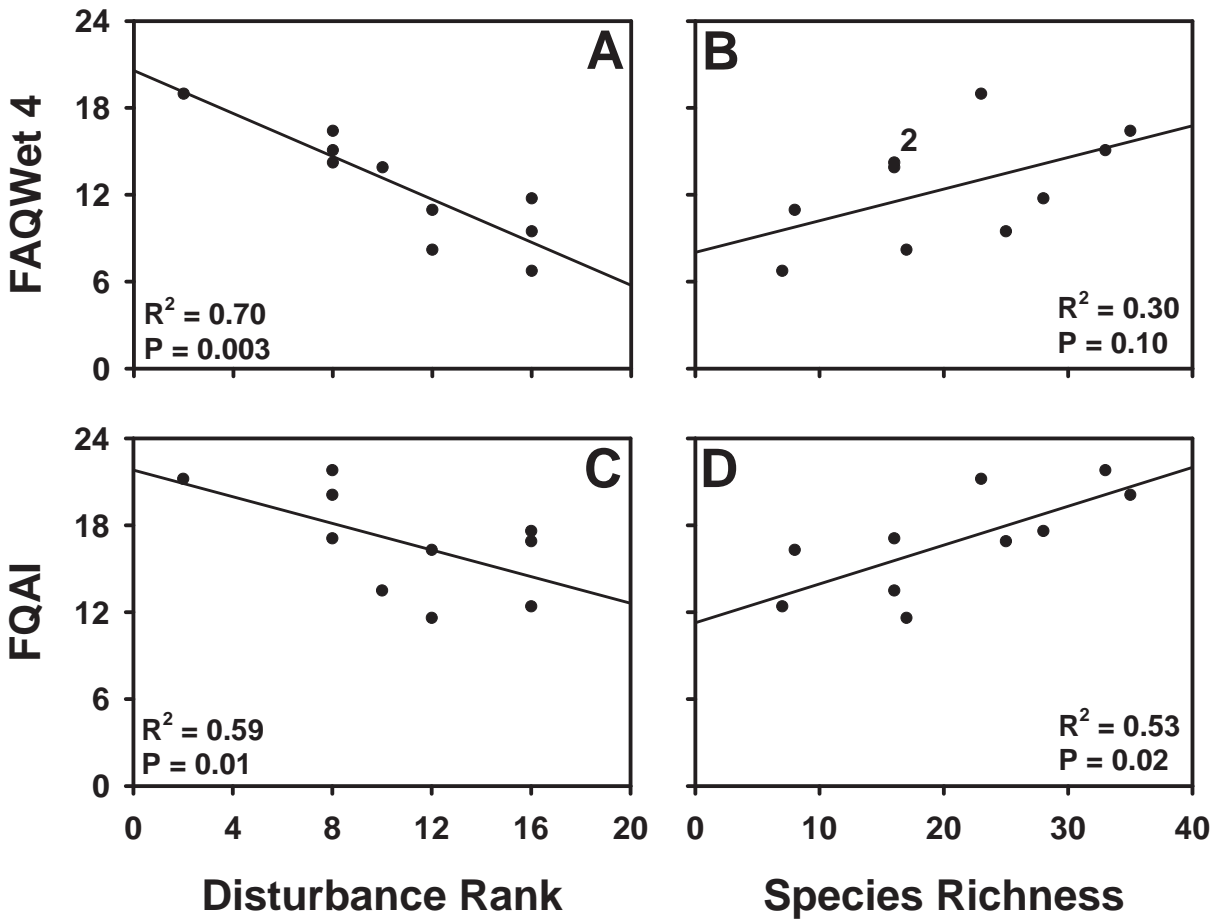 24
18
12
6
0
FAQWet 4
A
R² = 0.70
P = 0.003
B
2
R² = 0.30
P = 0.10
24
18
12
6
0
FQAI
C
R² = 0.59
P = 0.01
D
R² = 0.53
P = 0.02
0 4 8 12 16 20
0 10 20 30 40
Disturbance Rank
Species Richness